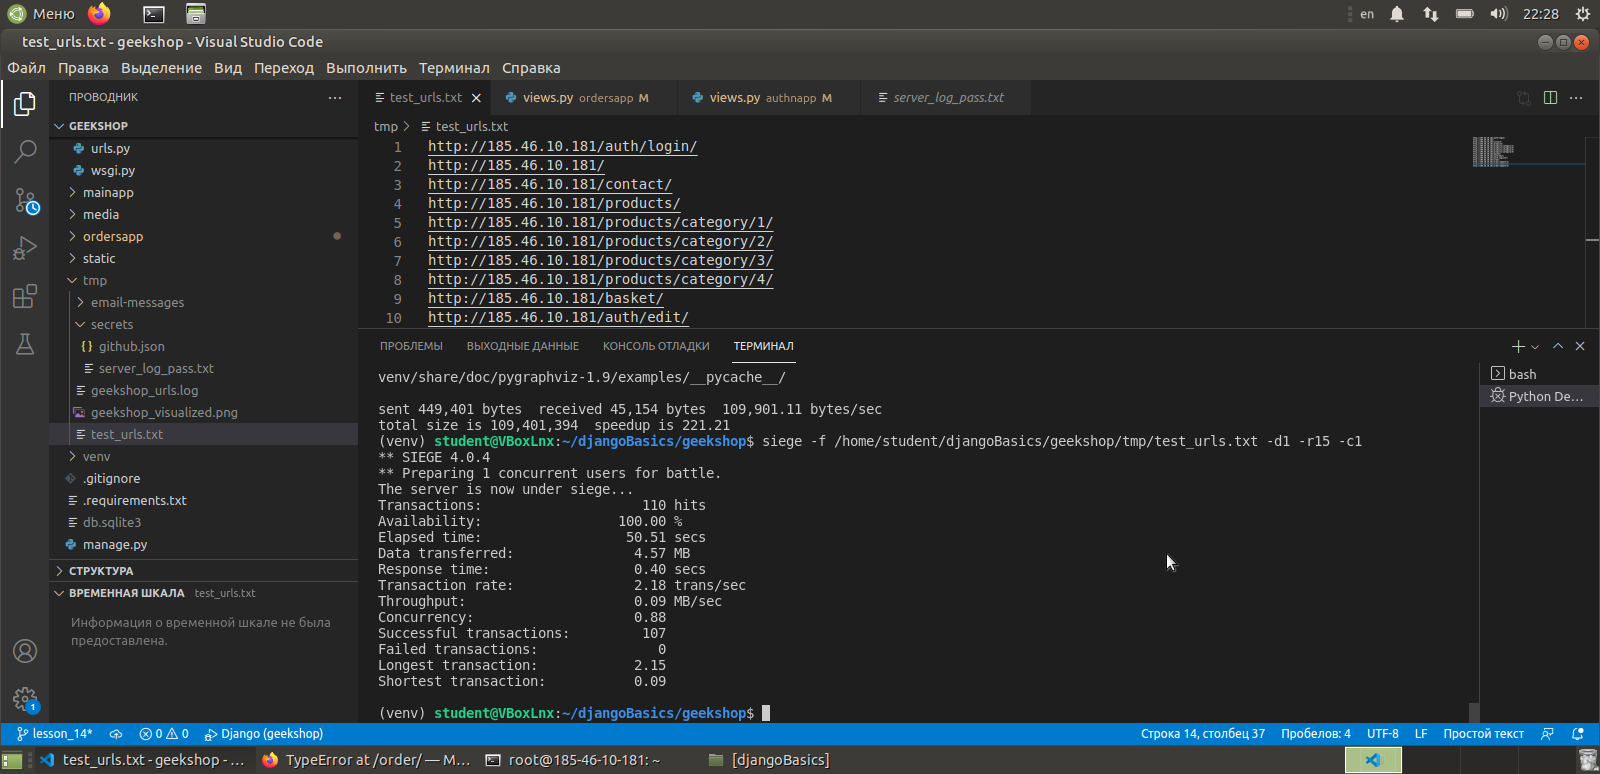 Меню
en
22:28
test_urls.txt - geekshop - Visual Studio Code
Файл Правка Выделение Вид Переход Выполнить Терминал Справка
ПРОВОДНИК
GEEKSHOP
urls.py
wsgi.py
mainapp
media
ordersapp
static
tmp
email-messages
secrets
github.json
server_log_pass.txt
geekshop_urls.log
geekshop_visualized.png
test_urls.txt
venv
.gitignore
.requirements.txt
db.sqlite3
manage.py
СТРУКТУРА
ВРЕМЕННАЯ ШКАЛА test_urls.txt
Информация о временной шкале не была
предоставлена.
1
test_urls.txt views.py ordersapp M views.py authnapp M server_log_pass.txt
tmp > test_urls.txt
1 http://185.46.10.181/auth/login/
2 http://185.46.10.181/
3 http://185.46.10.181/contact/
4 http://185.46.10.181/products/
5 http://185.46.10.181/products/category/1/
6 http://185.46.10.181/products/category/2/
7 http://185.46.10.181/products/category/3/
8 http://185.46.10.181/products/category/4/
9 http://185.46.10.181/basket/
10 http://185.46.10.181/auth/edit/
ПРОБЛЕМЫ ВЫХОДНЫЕ ДАННЫЕ КОНСОЛЬ ОТЛАДКИ ТЕРМИНАЛ
bash
Python De...
venv/share/doc/pygraphviz-1.9/examples/__pycache__/
sent 449,401 bytes received 45,154 bytes 109,901.11 bytes/sec
total size is 109,401,394 speedup is 221.21
(venv) student@VBoxLnx:~/djangoBasics/geekshop$ siege -f /home/student/djangoBasics/geekshop/tmp/test_urls.txt -d1 -r15 -c1
** SIEGE 4.0.4
** Preparing 1 concurrent users for battle.
The server is now under siege...
Transactions: 110 hits
Availability: 100.00 %
Elapsed time: 50.51 secs
Data transferred: 4.57 MB
Response time: 0.40 secs
Transaction rate: 2.18 trans/sec
Throughput: 0.09 MB/sec
Concurrency: 0.88
Successful transactions: 107
Failed transactions: 0
Longest transaction: 2.15
Shortest transaction: 0.09
(venv) student@VBoxLnx:~/djangoBasics/geekshop$
lesson_14* 0 0 Django (geekshop) Строка 14, столбец 37 Пробелов: 4 UTF-8 LF Простой текст
test_urls.txt - geekshop - ... TypeError at /order/ — M... root@185-46-10-181: ~ [djangoBasics]